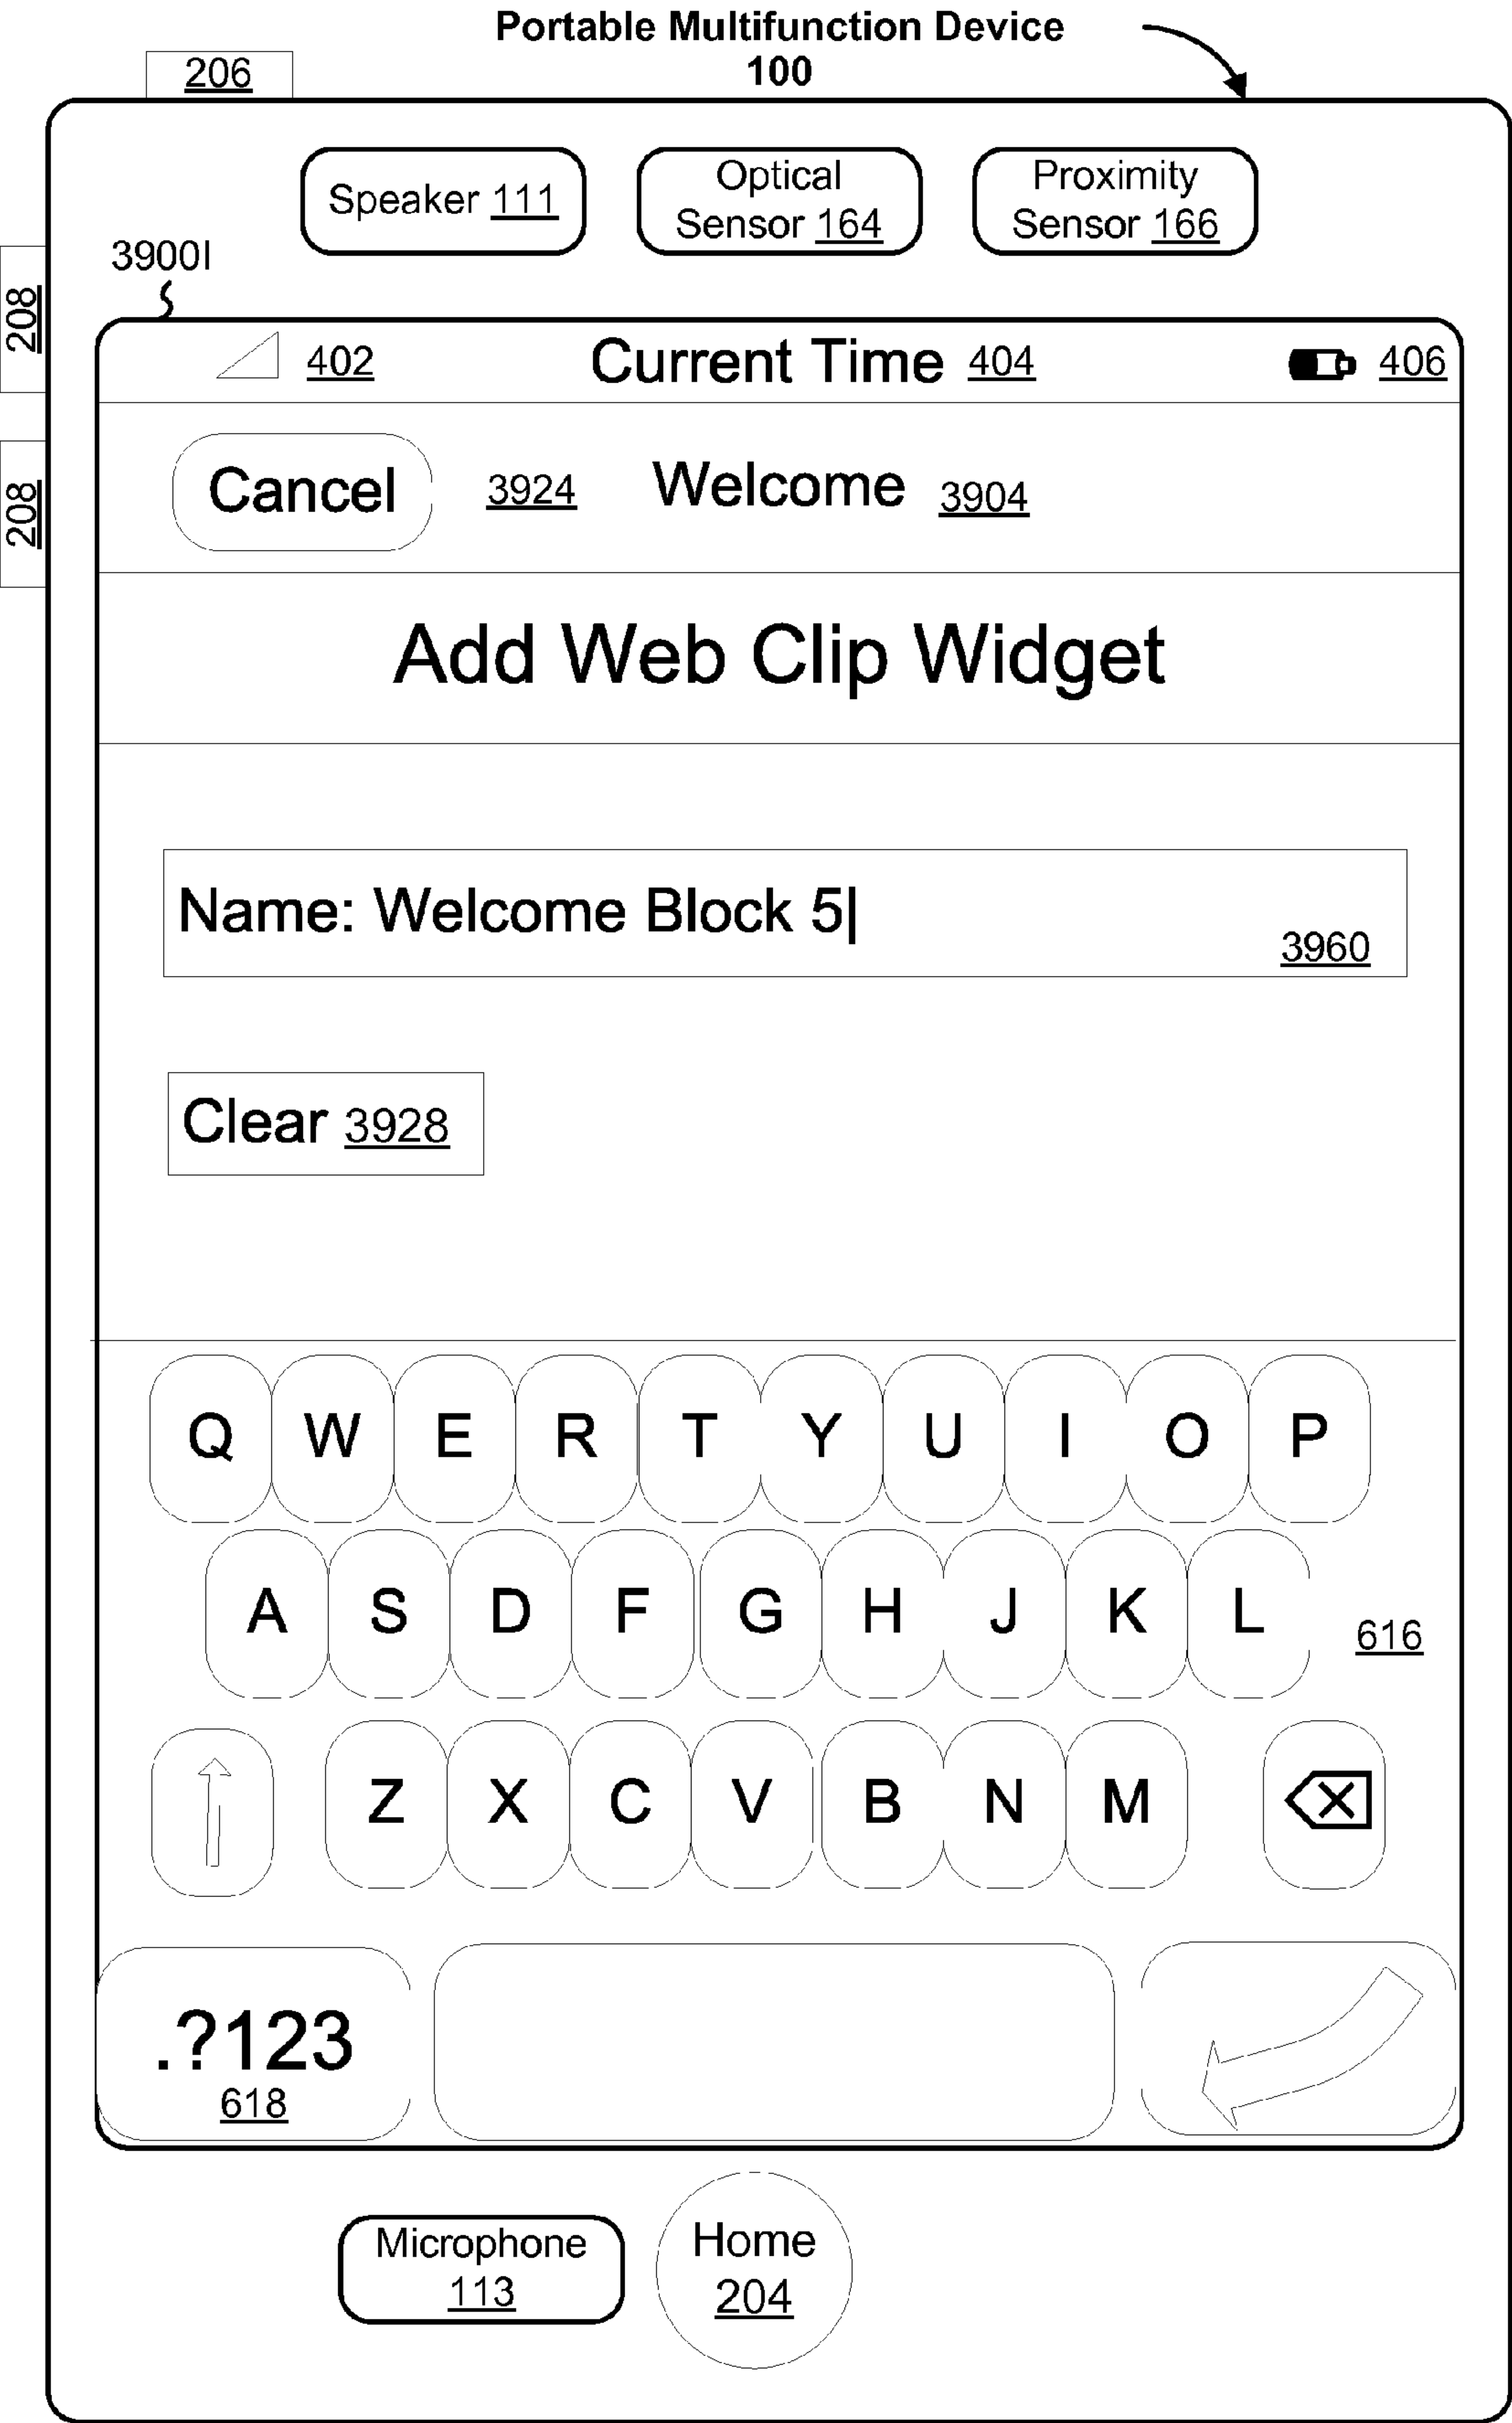 Portable Multifunction Device
100
206
Speaker 111
Optical
Sensor 164
Proximity
Sensor 166
208
208
3900I
402
Current Time 404
406
Cancel 3924
Welcome 3904
Add Web Clip Widget
Name: Welcome Block 5|
3960
Clear 3928
Q W E R T Y U I O P
A S D F G H J K L
616
Z X C V B N M
.?123
618
Microphone
113
Home
204